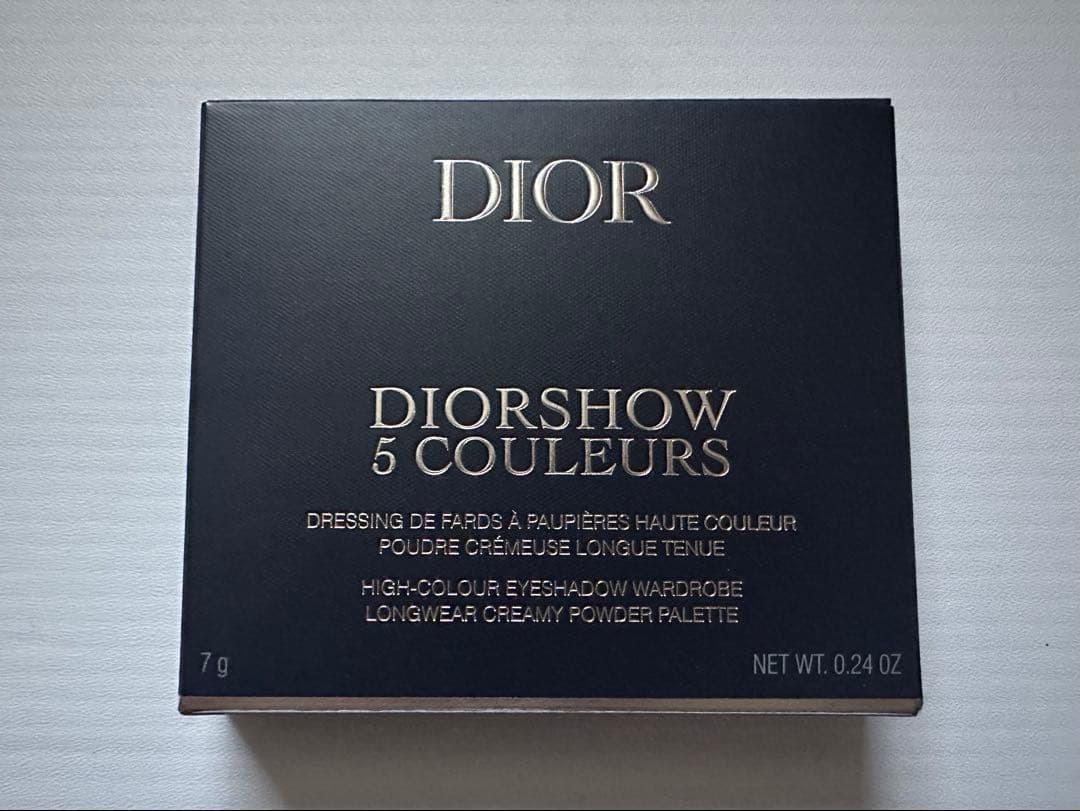 DIOR
DIORSHOW
5 COULEURS
DRESSING DE FARDS À PAUPIÈRES HAUTE COULEUR
POUDRE CRÉMEUSE LONGUE TENUE
HIGH-COLOUR EYESHADOW WARDROBE
LONGWEAR CREAMY POWDER PALETTE
7 g
NET WT. 0.24 OZ